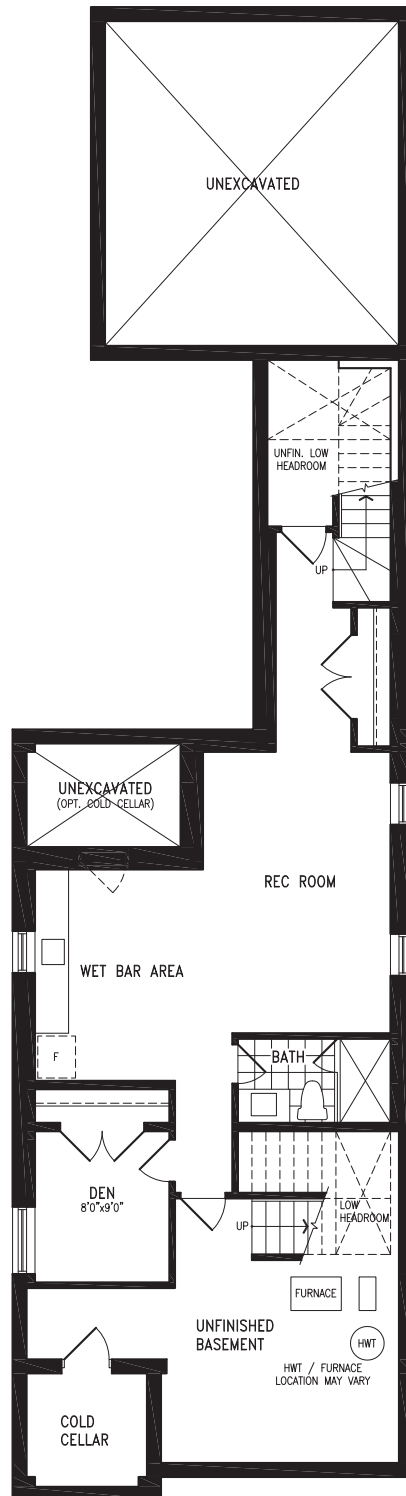 UNEXCAVATED
UNFIN. LOW
HEADROOM
UP
UNEXCAVATED
(OPT. COLD CELLAR)
REC ROOM
WET BAR AREA
F
BATH
DEN
8'0"x9'0"
LOW
HEADROOM
UP
FURNACE
UNFINISHED
BASEMENT
HWT
HWT / FURNACE
LOCATION MAY VARY
COLD
CELLAR